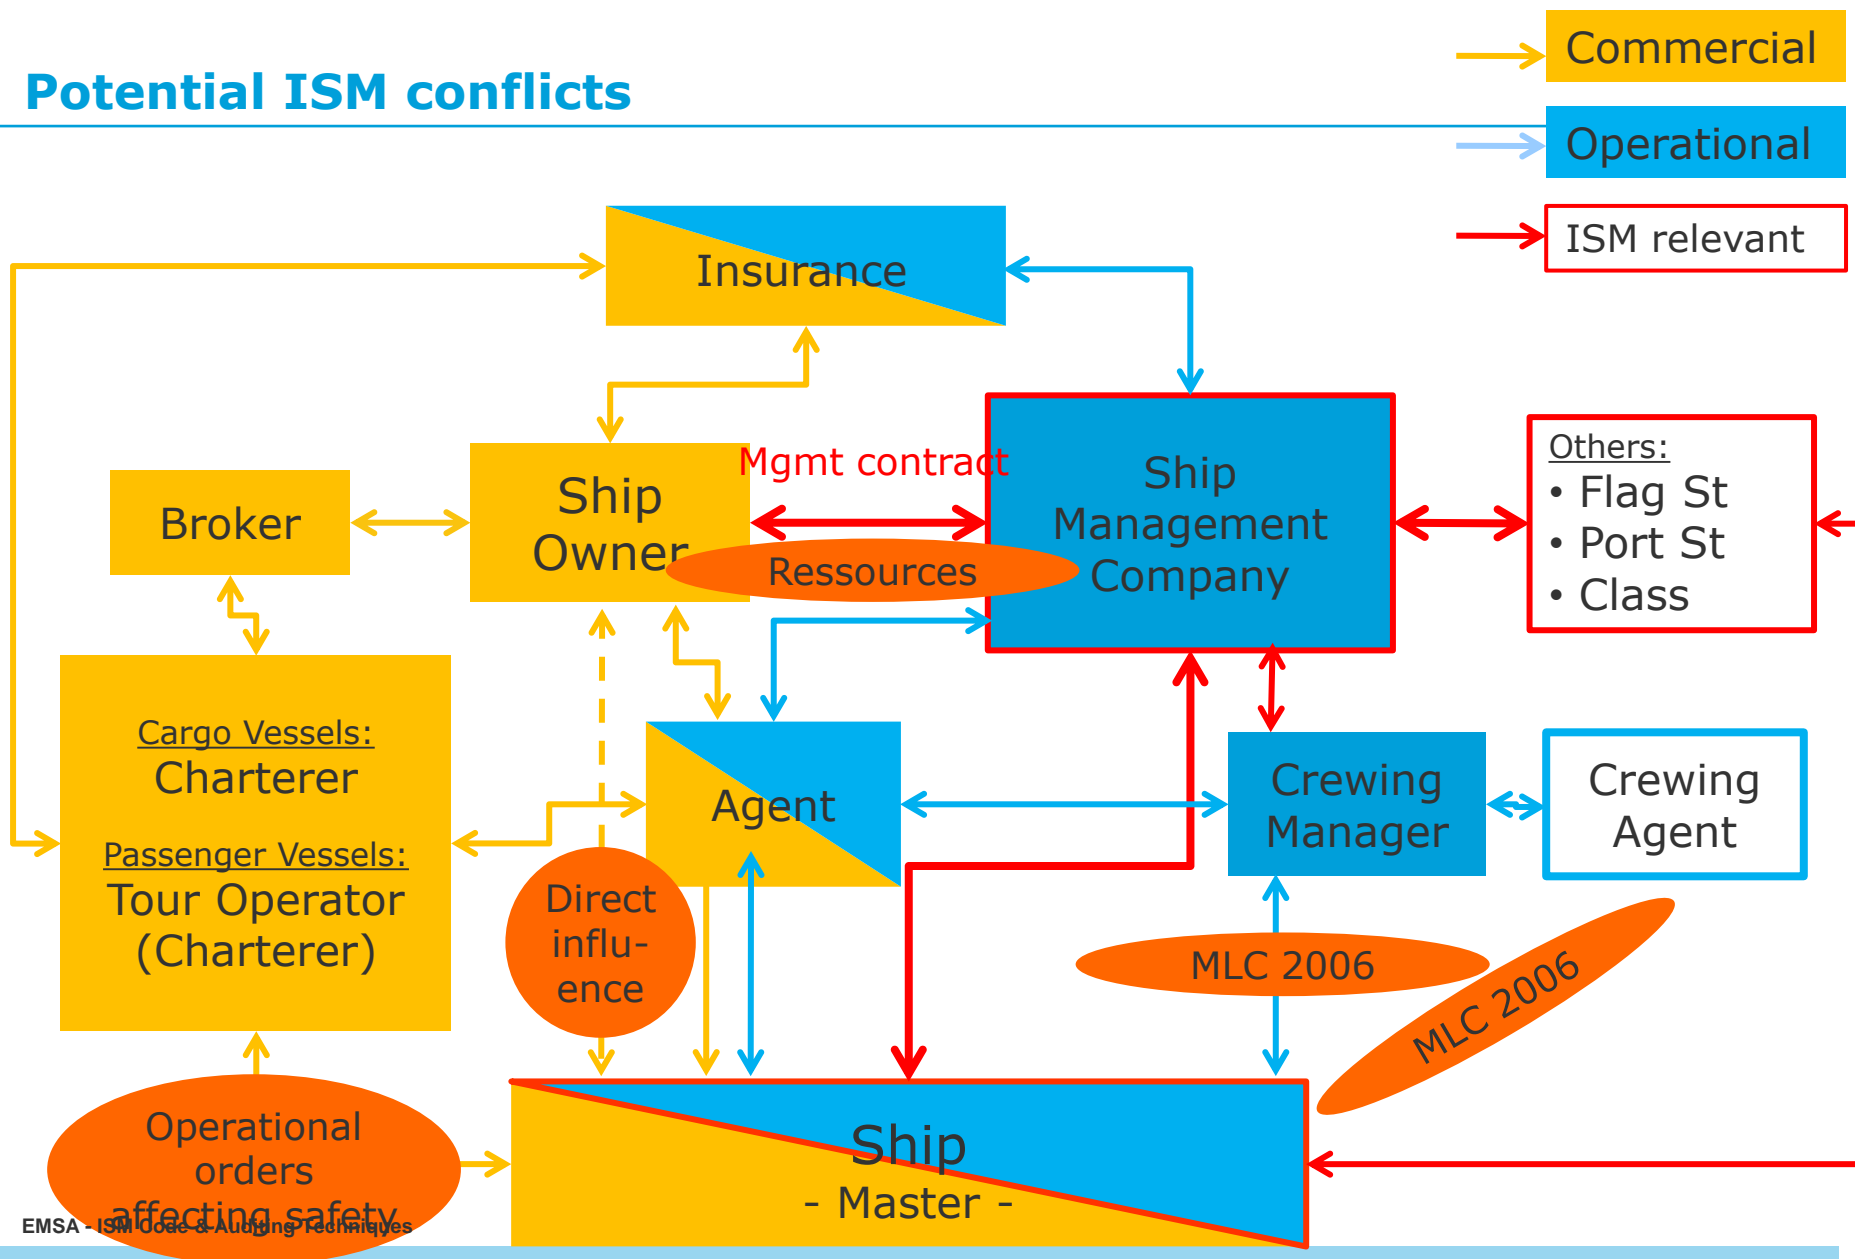 Potential ISM conflicts
Commercial
Operational
ISM relevant
Insurance
Mgmt contract
Ship
Management
Company
Others:
• Flag St
• Port St
• Class
Broker
Ship
Owner
Ressources
Cargo Vessels:
Charterer
Passenger Vessels:
Tour Operator
(Charterer)
Agent
Crewing
Manager
Crewing
Agent
Direct
influ-
ence
MLC 2006
MLC 2006
Operational
orders
affecting safety
Ship
- Master -
EMSA - ISM Code & Auditing Techniques